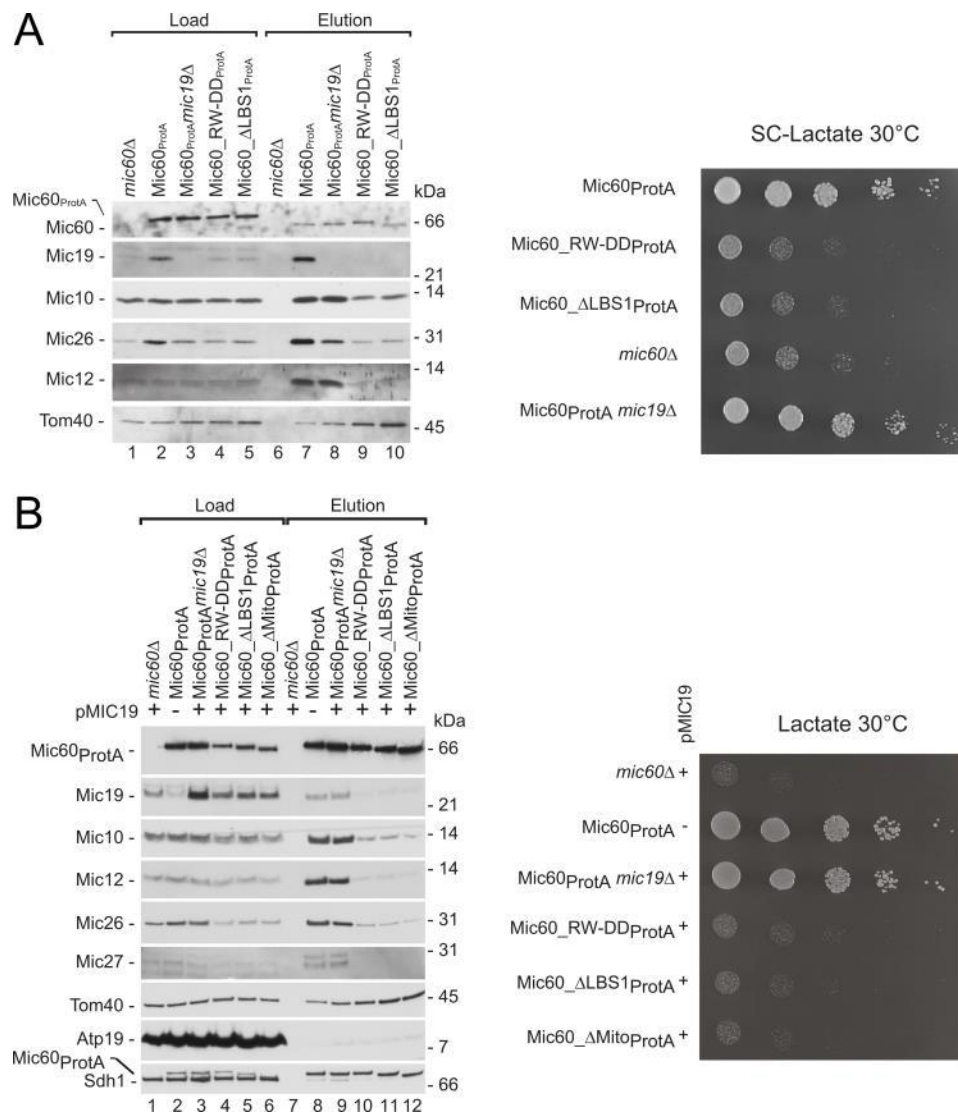 A
Load Elution
mic60Δ
Mic60ProtA
Mic60ProtAmic19Δ
Mic60_RW-DDProtA
Mic60_ΔLBS1ProtA
mic60Δ
Mic60ProtA
Mic60ProtAmic19Δ
Mic60_RW-DDProtA
Mic60_ΔLBS1ProtA
kDa
Mic60ProtA
Mic60 - 66
Mic19 - 21
Mic10 - 14
Mic26 - 31
Mic12 - 14
Tom40 - 45
1 2 3 4 5 6 7 8 9 10
SC-Lactate 30°C
Mic60ProtA
Mic60_RW-DDProtA
Mic60_ΔLBS1ProtA
mic60Δ
Mic60ProtA mic19Δ
B
Load Elution
mic60Δ
Mic60ProtA
Mic60ProtAmic19Δ
Mic60_RW-DDProtA
Mic60_ΔLBS1ProtA
Mic60_ΔMitoProtA
mic60Δ
Mic60ProtA
Mic60ProtAmic19Δ
Mic60_RW-DDProtA
Mic60_ΔLBS1ProtA
Mic60_ΔMitoProtA
pMIC19 + - + + + + + - + + + +
kDa
Mic60ProtA - - 66
Mic19 - - 21
Mic10 - - 14
Mic12 - - 14
Mic26 - - 31
Mic27 - - 31
Tom40 - - 45
Atp19 - - 7
Mic60ProtA
Sdh1 - - 66
1 2 3 4 5 6 7 8 9 10 11 12
pMIC19
Lactate 30°C
mic60Δ +
Mic60ProtA -
Mic60ProtA mic19Δ +
Mic60_RW-DDProtA +
Mic60_ΔLBS1ProtA +
Mic60_ΔMitoProtA +